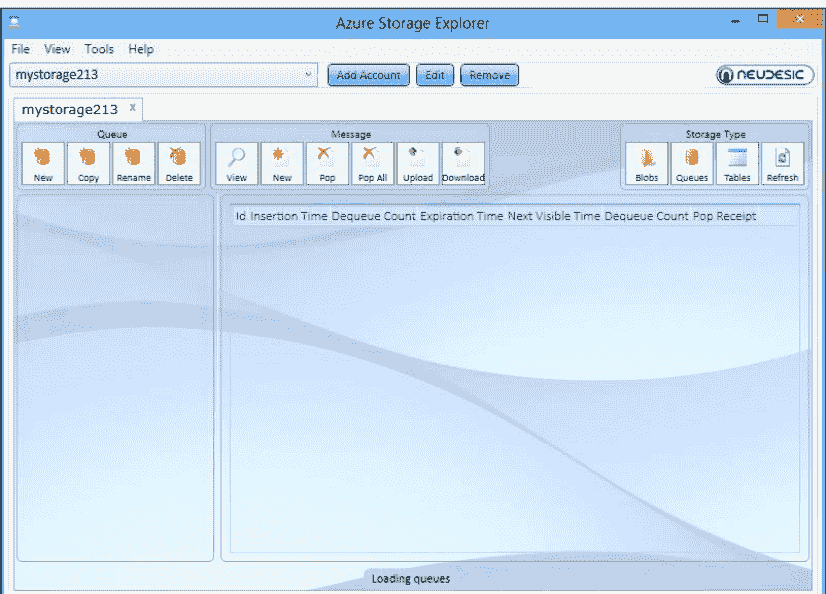 Azure Storage Explorer
File View Tools Help
mystorage213 Add Account Edit Remove NEUDESIC
mystorage213 x
Queue Message Storage Type
New Copy Rename Delete View New Pop Pop All Upload Download Blobs Queues Tables Refresh
Id Insertion Time Dequeue Count Expiration Time Next Visible Time Dequeue Count Pop Receipt
Loading queues